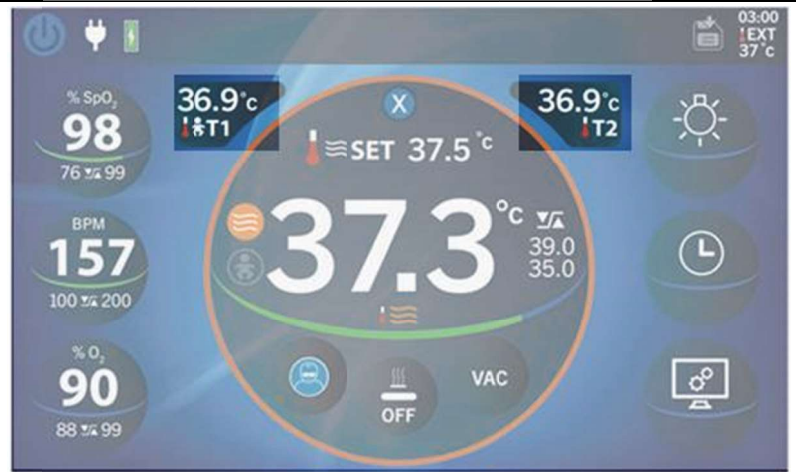 03:00
EXT
37 °C
% SpO₂
98
76 99
36.9°C
T1
X
36.9°C
T2
SET 37.5 °C
BPM
157
100 200
37.3 °C
39.0
35.0
% O₂
90
88 99
OFF
VAC